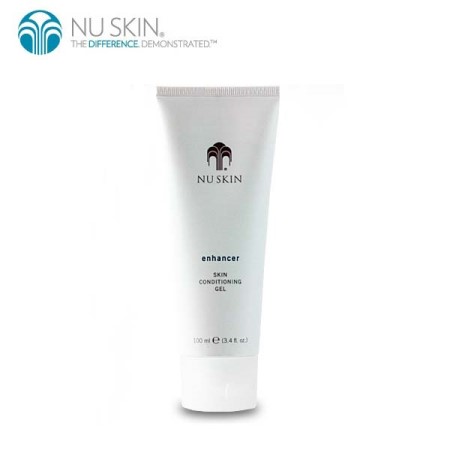 NU SKIN®
THE DIFFERENCE. DEMONSTRATED.™
NU SKIN
enhancer
SKIN
CONDITIONING
GEL
100 ml ℮ (3.4 fl. oz.)